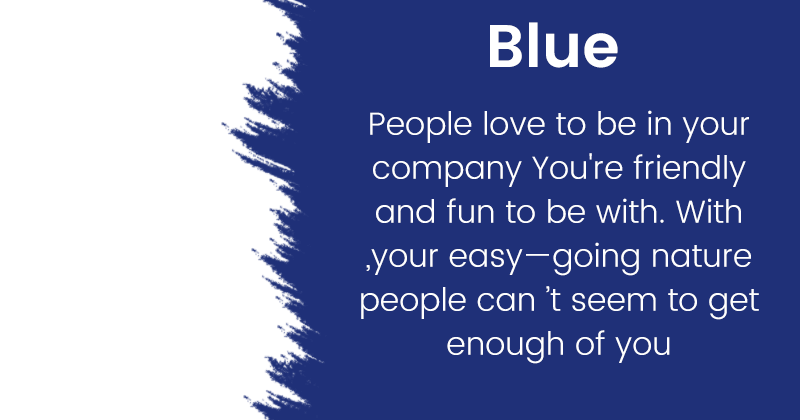 Blue
People love to be in your
company You're friendly
and fun to be with. With
,your easy—going nature
people can ’t seem to get
enough of you